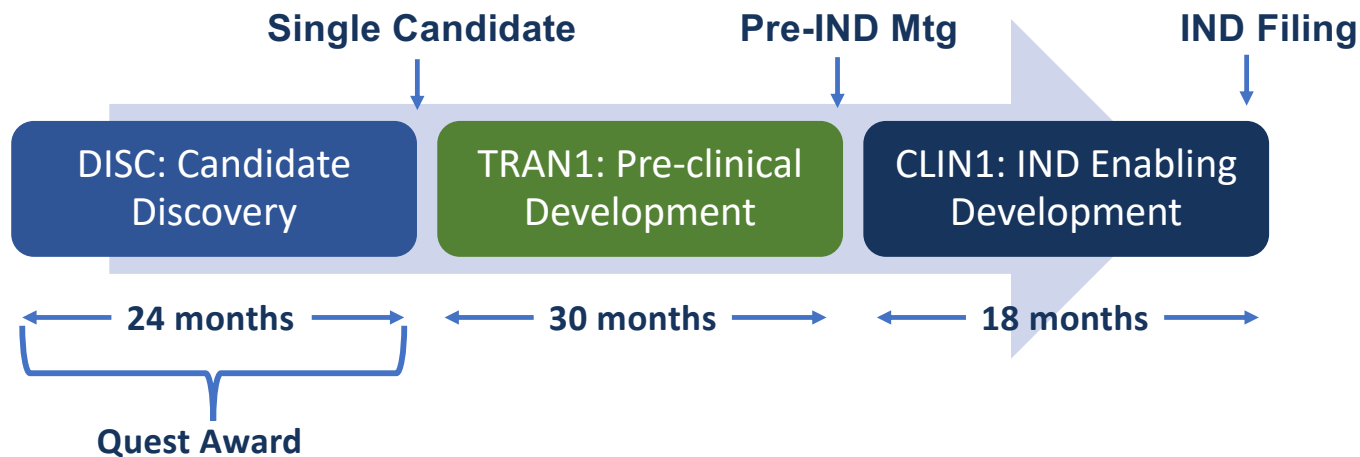 Single Candidate
Pre-IND Mtg
IND Filing
DISC: Candidate
Discovery
TRAN1: Pre-clinical
Development
CLIN1: IND Enabling
Development
24 months
30 months
18 months
Quest Award